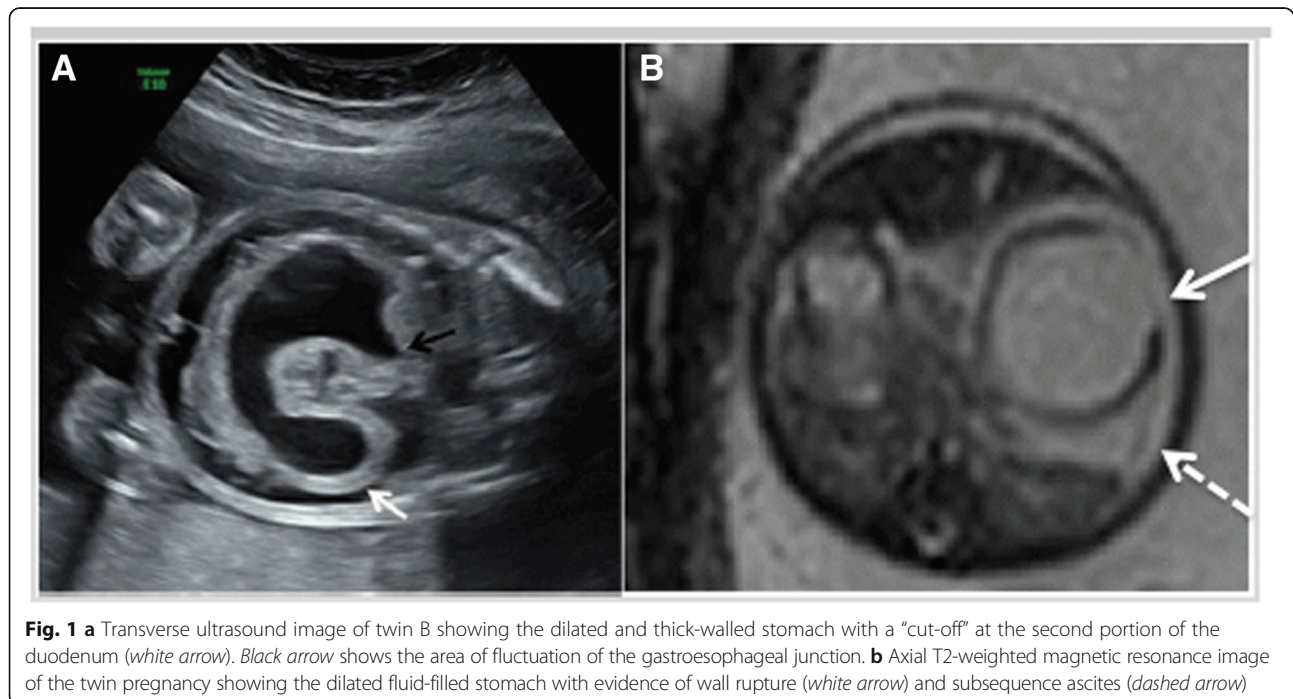 A
B
Voluson
E10
Fig. 1 a Transverse ultrasound image of twin B showing the dilated and thick-walled stomach with a “cut-off” at the second portion of the
duodenum (white arrow). Black arrow shows the area of fluctuation of the gastroesophageal junction. b Axial T2-weighted magnetic resonance image
of the twin pregnancy showing the dilated fluid-filled stomach with evidence of wall rupture (white arrow) and subsequence ascites (dashed arrow)